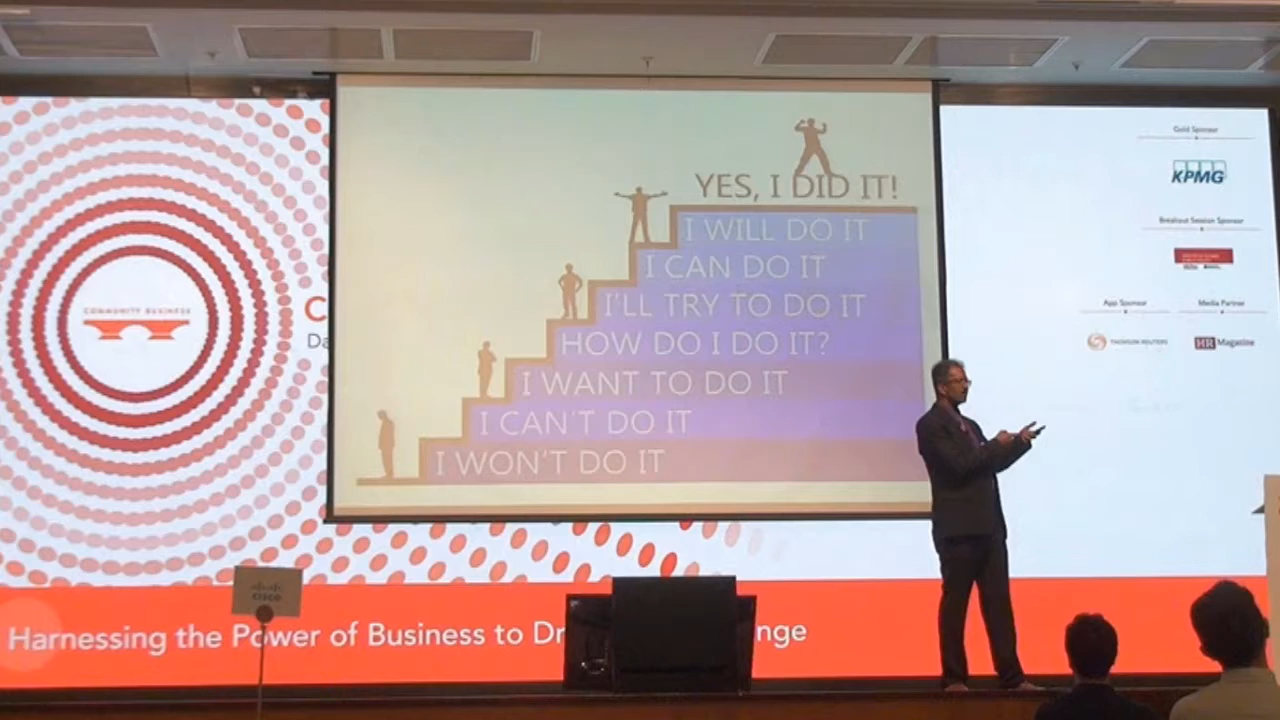 COMMUNITY BUSINESS
C
Da
YES, I DID IT!
I WILL DO IT
I CAN DO IT
I'LL TRY TO DO IT
HOW DO I DO IT?
I WANT TO DO IT
I CAN'T DO IT
I WON'T DO IT
Gold Sponsor
KPMG
Breakout Session Sponsor
App Sponsor
Media Partner
THOMSON REUTERS
HR Magazine
CISCO
Harnessing the Power of Business to Dr nge